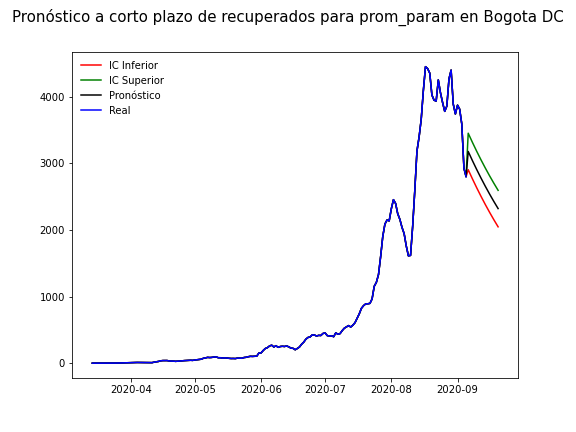 Pronóstico a corto plazo de recuperados para prom_param en Bogota DC
IC Inferior
IC Superior
Pronóstico
Real
4000
3000
2000
1000
0
2020-04 2020-05 2020-06 2020-07 2020-08 2020-09